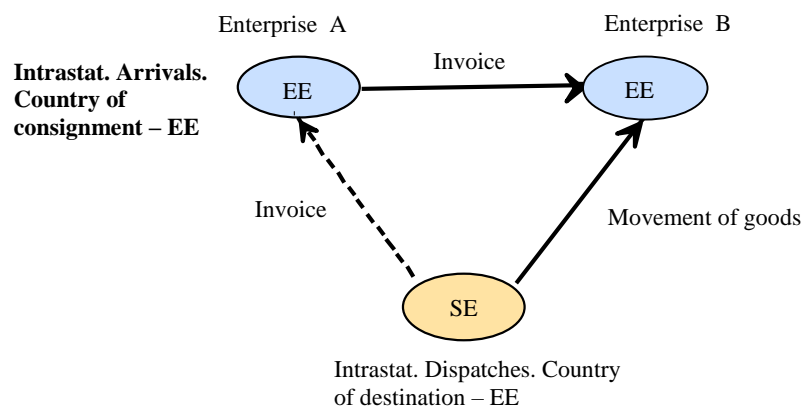 Enterprise A
Enterprise B
Intrastat. Arrivals.
Country of
consignment – EE
EE
Invoice
EE
Invoice
Movement of goods
SE
Intrastat. Dispatches. Country
of destination – EE